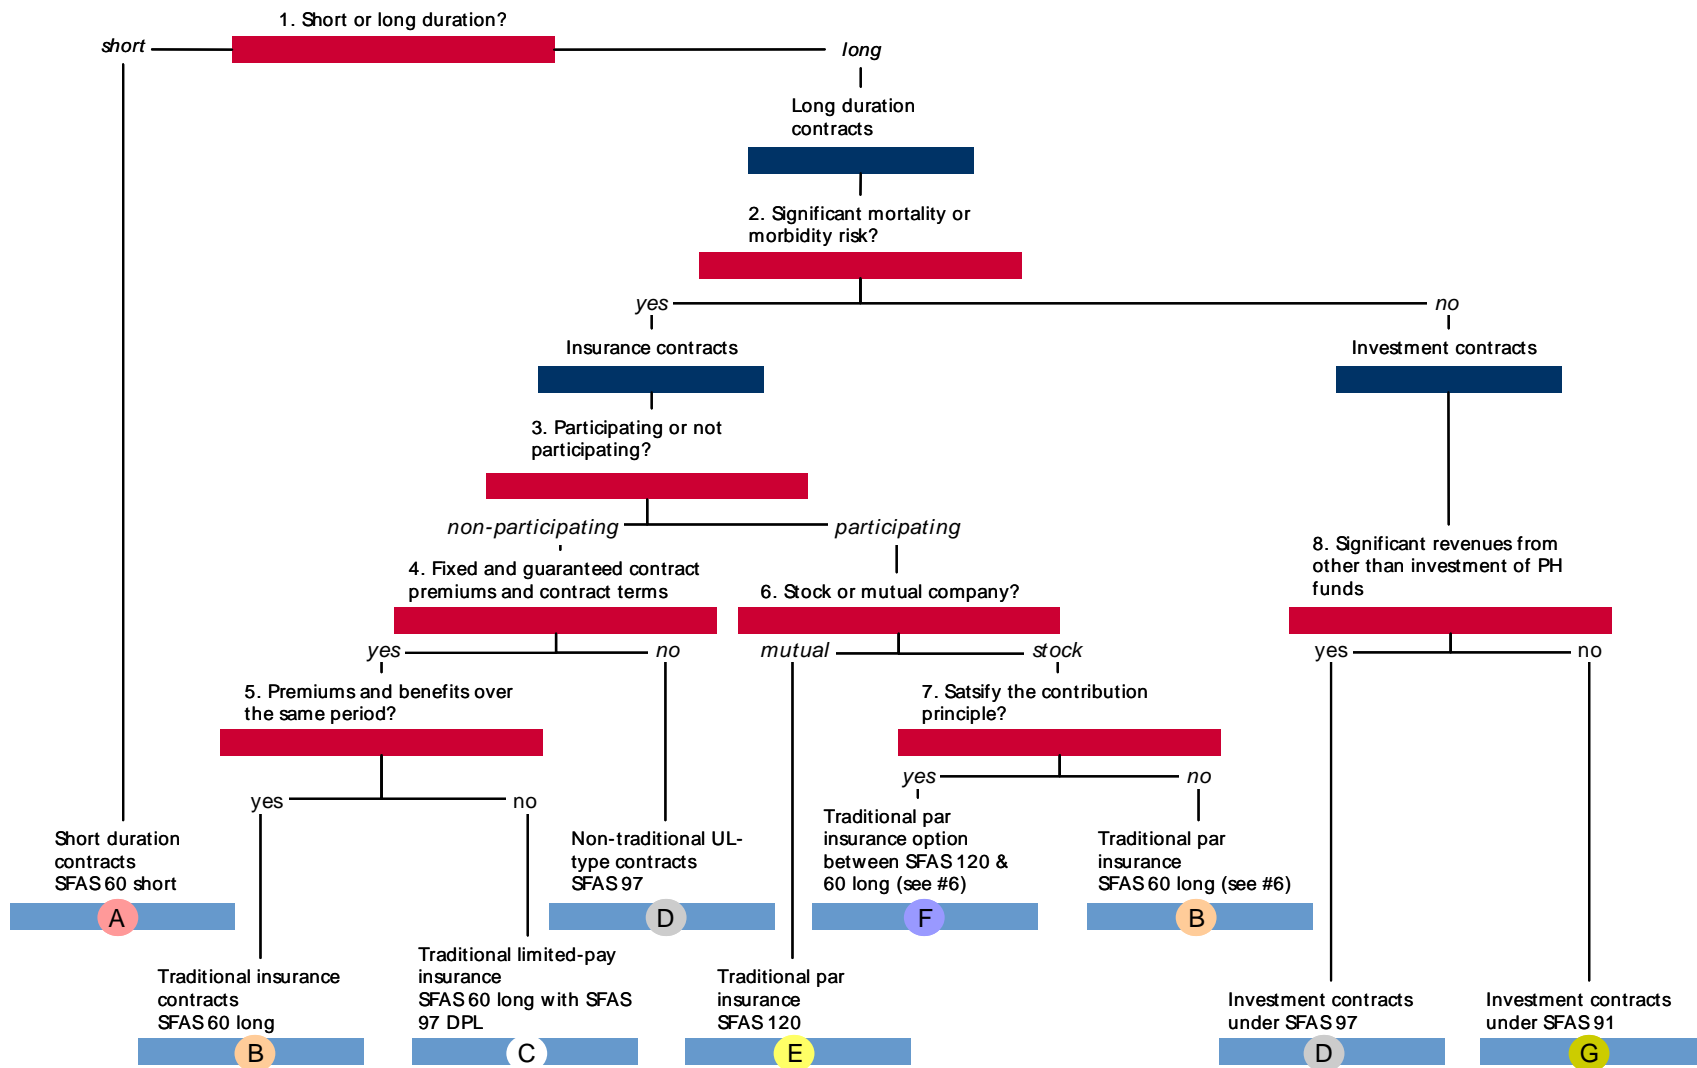 1. Short or long duration?
short
long
Long duration
contracts
2. Significant mortality or
morbidity risk?
yes
no
Insurance contracts
Investment contracts
3. Participating or not
participating?
non-participating
participating
4. Fixed and guaranteed contract
premiums and contract terms
6. Stock or mutual company?
8. Significant revenues from
other than investment of PH
funds
yes
no
mutual
stock
yes
no
5. Premiums and benefits over
the same period?
7. Satsify the contribution
principle?
yes
no
yes
no
Short duration
contracts
SFAS 60 short
A
Non-traditional UL-
type contracts
SFAS 97
D
Traditional par
insurance option
between SFAS 120 &
60 long (see #6)
F
Traditional par
insurance
SFAS 60 long (see #6)
B
Traditional insurance
contracts
SFAS 60 long
B
Traditional limited-pay
insurance
SFAS 60 long with SFAS
97 DPL
C
Traditional par
insurance
SFAS 120
E
Investment contracts
under SFAS 97
D
Investment contracts
under SFAS 91
G